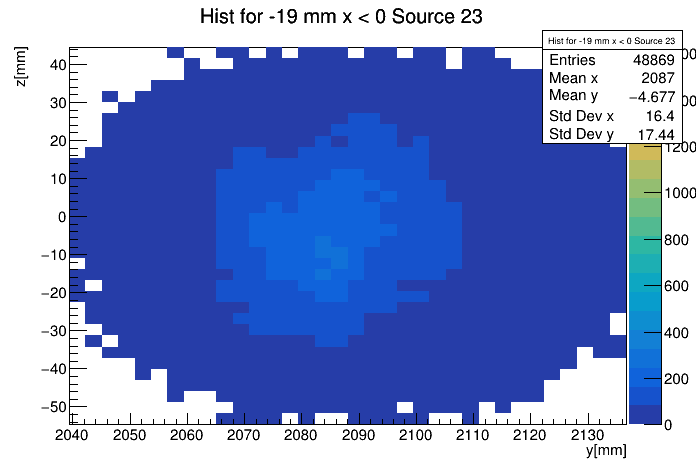 Hist for -19 mm x < 0 Source 23
Hist for -19 mm x < 0 Source 23
Entries 48869
Mean x 2087
Mean y −4.677
Std Dev x 16.4
Std Dev y 17.44
z[mm]
40
30
20
10
0
−10
−20
−30
−40
−50
2040 2050 2060 2070 2080 2090 2100 2110 2120 2130
y[mm]
1200
1000
800
600
400
200
0